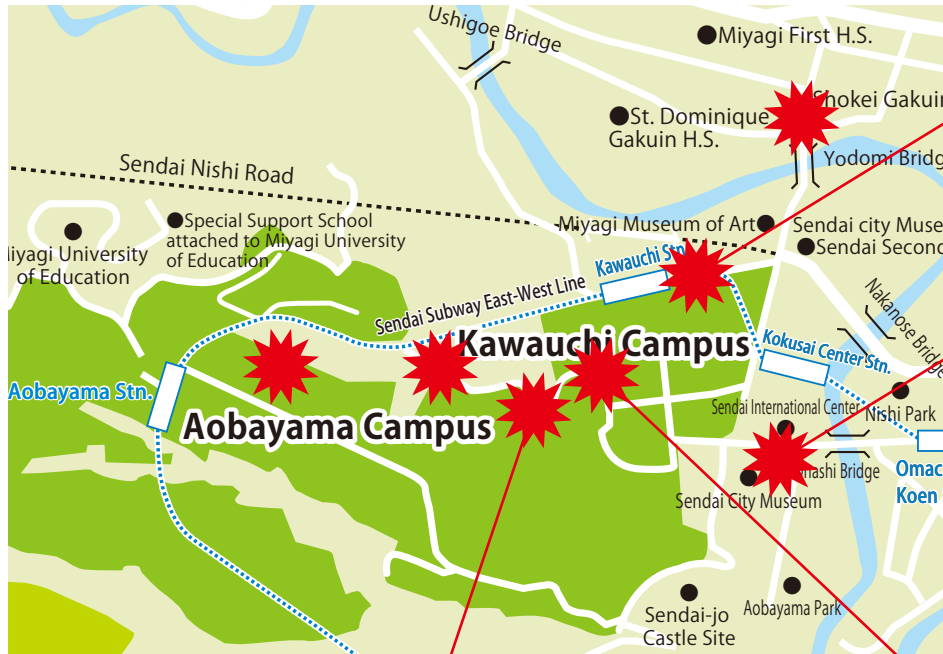 Ushigoe Bridge
Miyagi First H.S.
Shokei Gakuin
St. Dominique
Gakuin H.S.
Yodomi Bridg
Sendai Nishi Road
Special Support School
attached to Miyagi University
of Education
iyagi University
of Education
Miyagi Museum of Art
Sendai city Muse
Sendai Second
Kawauchi Stn.
Sendai Subway East-West Line
Nakanose Bridge
Kawauchi Campus
Kokusai Center Stn.
Aobayama Stn.
Aobayama Campus
Sendai International Center
Nishi Park
Bridge
Omac
Koen
Sendai City Museum
Sendai-jo
Castle Site
Aobayama Park